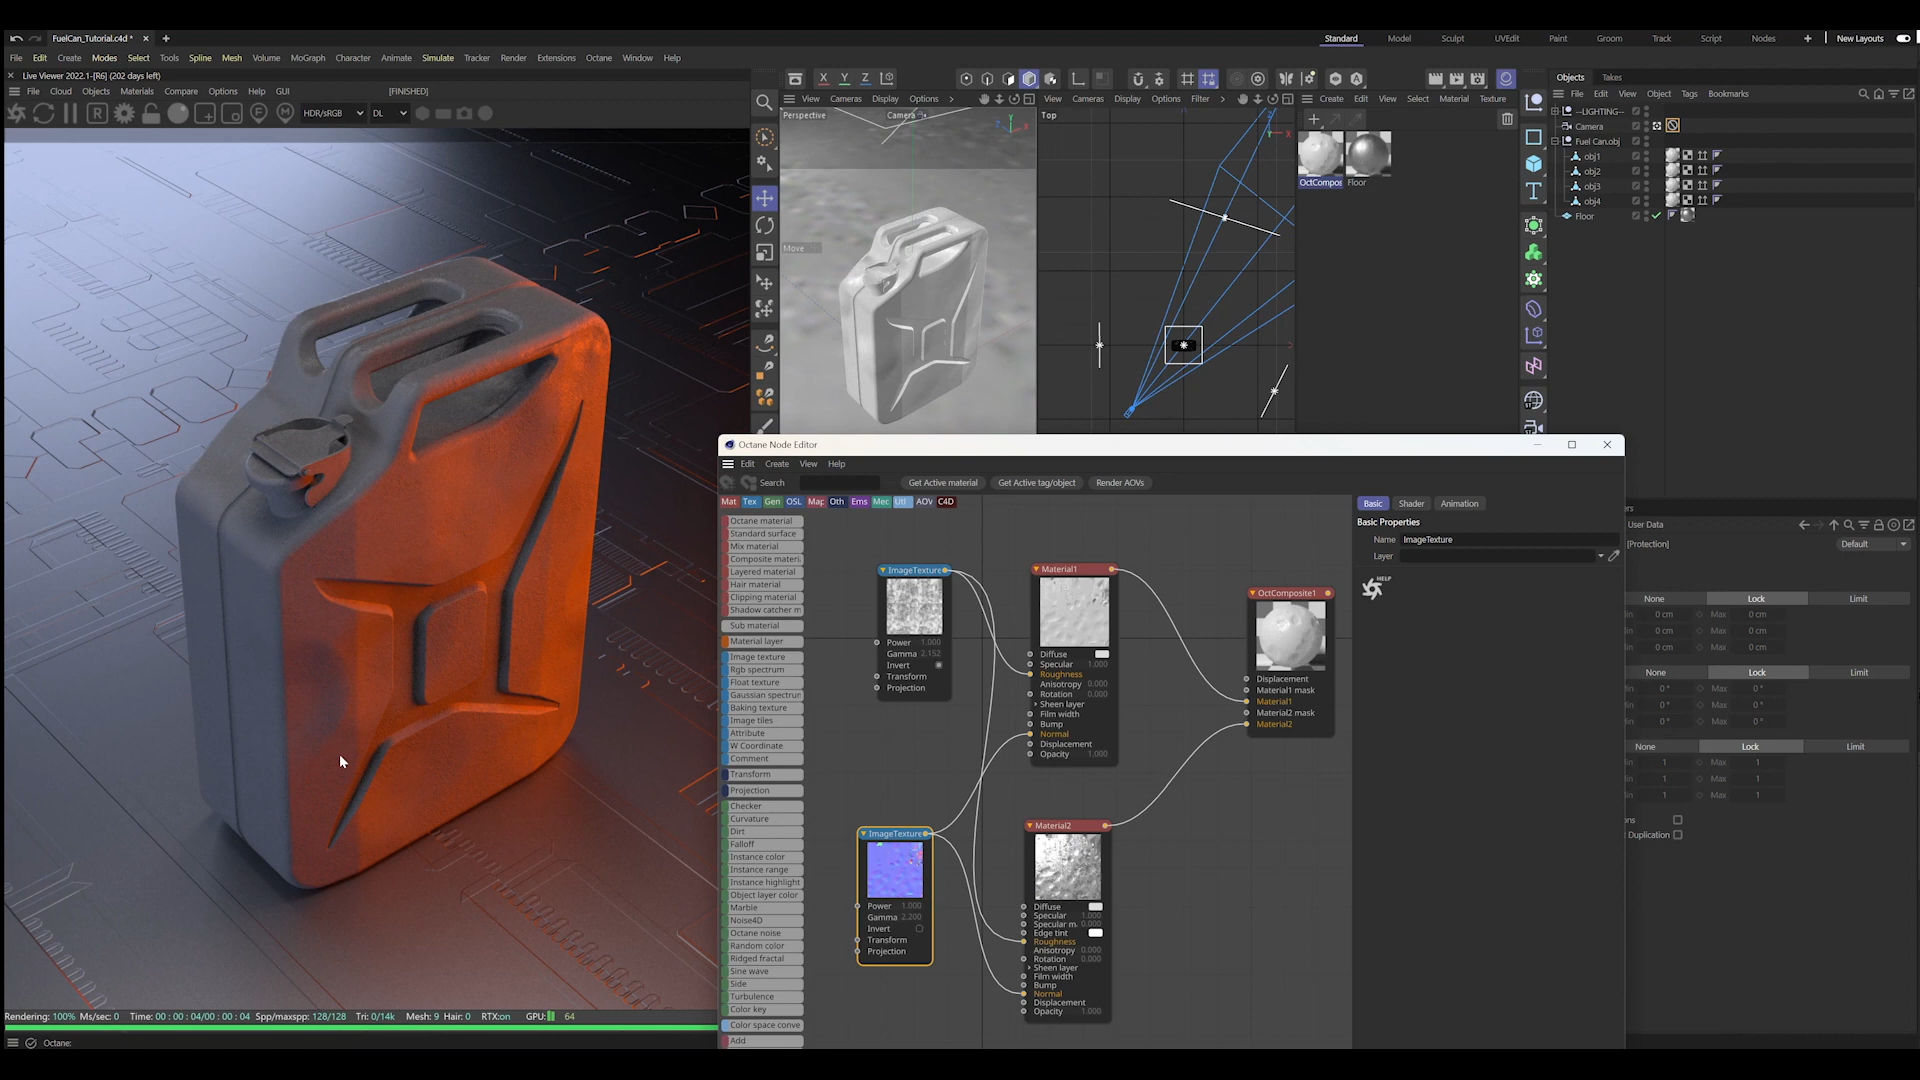 FuelCan_Tutorial.c4d *
Standard Model Sculpt UVEdit Paint Groom Track Script Nodes New Layouts
File Edit Create Modes Select Tools Spline Mesh Volume MoGraph Character Animate Simulate Tracker Render Extensions Octane Window Help
Live Viewer 2022.1-[R6] (202 days left)
Objects Takes
File Cloud Objects Materials Compare Options Help GUI [FINISHED]
HDR/sRGB DL
View Cameras Display Options
View Cameras Display Options Filter
Create Edit View Select Material Texture
File Edit View Object Tags Bookmarks
Perspective Camera
Top
Move
OctCompos Floor
--LIGHTING--
Camera
Fuel Can.obj
obj1
obj2
obj3
obj4
Floor
Octane Node Editor
Edit Create View Help
Search Get Active material Get Active tag/object Render AOVs
Mat Tex Gen OSL Map Oth Ems Mec Utl AOV C4D
Octane material
Standard surface
Mix material
Composite materi
Layered material
Hair material
Clipping material
Shadow catcher m
Sub material
Material layer
Image texture
Rgb spectrum
Float texture
Gaussian spectrun
Baking texture
Image tiles
Attribute
W Coordinate
Comment
Transform
Projection
Checker
Curvature
Dirt
Falloff
Instance color
Instance range
Instance highlight
Object layer color
Marble
Noise4D
Octane noise
Random color
Ridged fractal
Sine wave
Side
Turbulence
Color key
Color space conve
Add
ImageTexture
Power 1.000
Gamma 2.152
Invert
Transform
Projection
ImageTexture
Power 1.000
Gamma 2.200
Invert
Transform
Projection
Material1
Diffuse
Specular 1.000
Roughness
Anisotropy 0.000
Rotation 0.000
Sheen layer
Film width
Bump
Normal
Displacement
Opacity 1.000
Material2
Diffuse
Specular 1.000
Specular m. 0.000
Edge tint
Roughness
Anisotropy 0.000
Rotation 0.000
Sheen layer
Film width
Bump
Normal
Displacement
Opacity 1.000
OctComposite1
Displacement
Material1 mask
Material1
Material2 mask
Material2
Basic Shader Animation
Basic Properties
Name ImageTexture
Layer
HELP
User Data
[Protection] Default
None Lock Limit
0 cm Max 0 cm
0 cm Max 0 cm
0 cm Max 0 cm
None Lock Limit
0 ° Max 0 °
0 ° Max 0 °
0 ° Max 0 °
None Lock Limit
1 Max 1
1 Max 1
1 Max 1
Duplication
Rendering: 100% Ms/sec: 0 Time: 00 : 00 : 04/00 : 00 : 04 Spp/maxspp: 128/128 Tri: 0/14k Mesh: 9 Hair: 0 RTX:on GPU: 64
Octane: